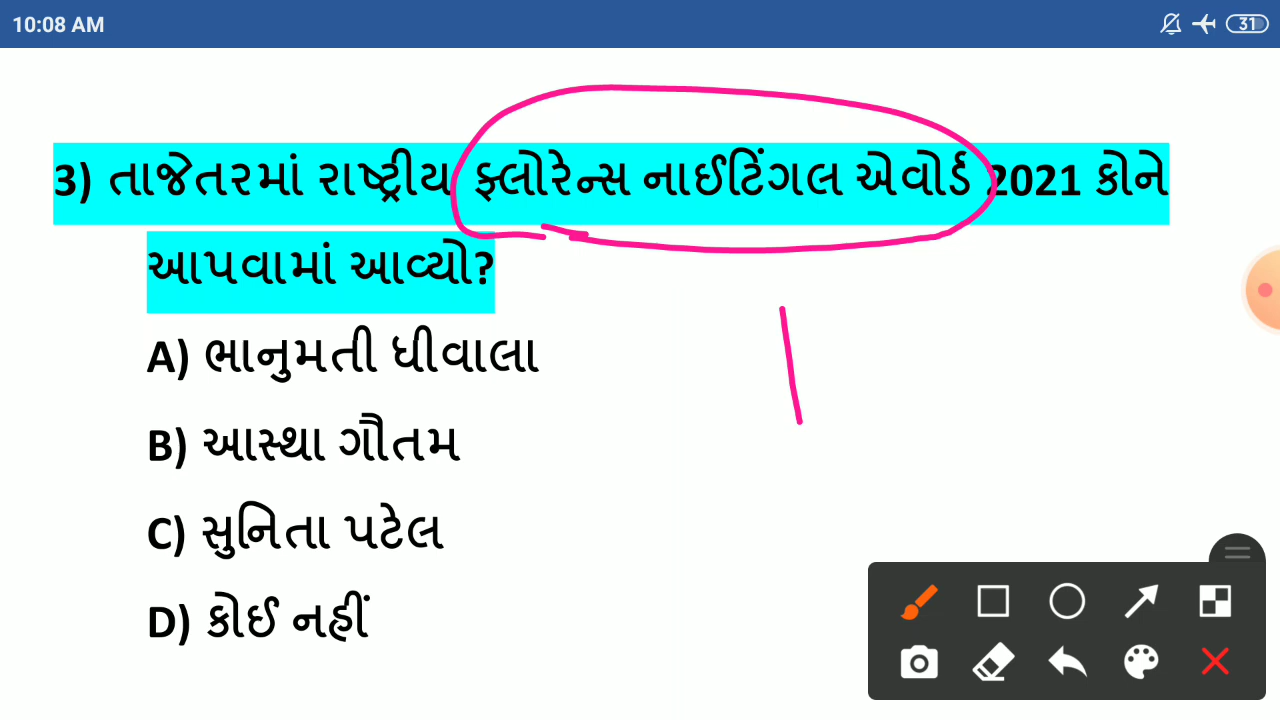 10:08 AM
31
3) તાજેતરમાં રાષ્ટ્રીય ફ્લોરેન્સ નાઈટિંગલ એવોર્ડ 2021 કોને
આપવામાં આવ્યો?
A) ભાનુમતી ધીવાલા
B) આસ્થા ગૌતમ
C) સુનિતા પટેલ
D) કોઈ નહીં